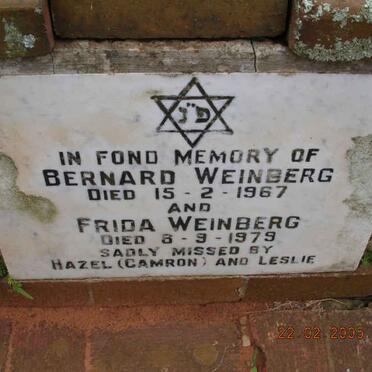 פ״נ
IN FOND MEMORY OF
BERNARD WEINBERG
DIED 15-2-1967
AND
FRIDA WEINBERG
DIED 8-9-1979
SADLY MISSED BY
HAZEL (CAMRON) AND LESLIE
22 02 2009